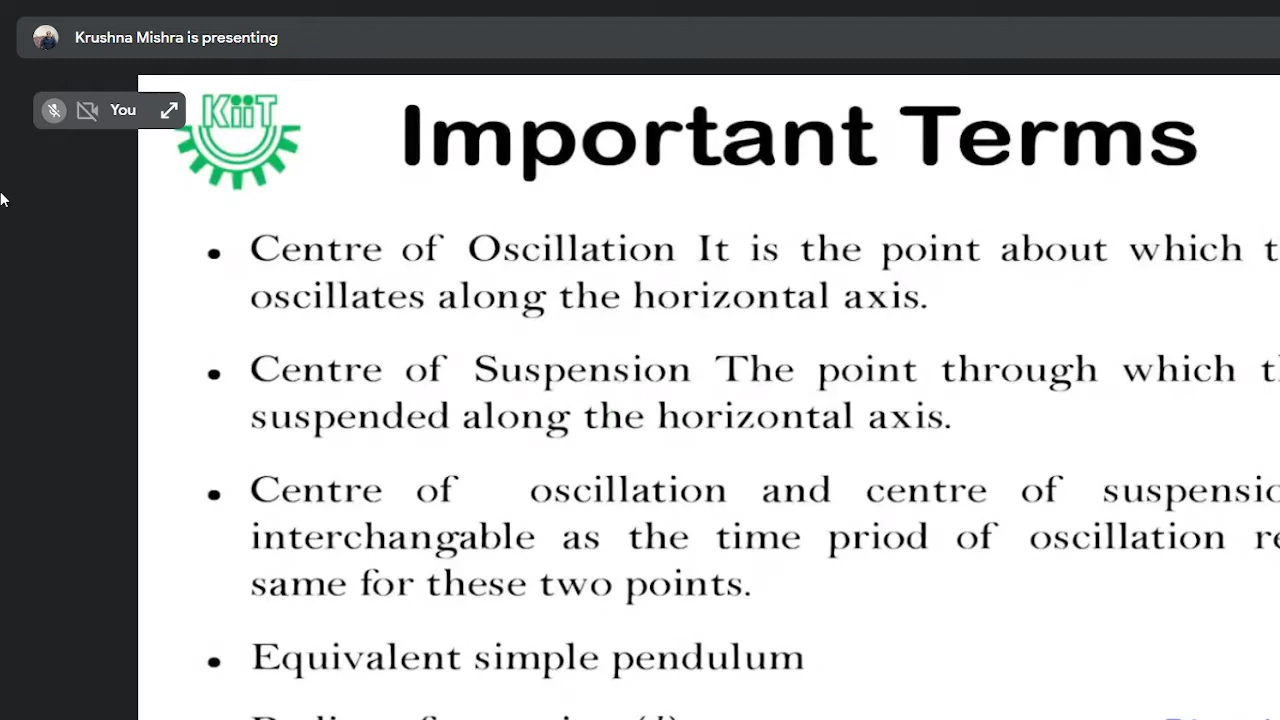 Krushna Mishra is presenting
You
KiiT
Important Terms
• Centre of Oscillation It is the point about which
oscillates along the horizontal axis.
• Centre of Suspension The point through which
suspended along the horizontal axis.
• Centre of oscillation and centre of
interchangable as the time priod of oscillation
same for these two points.
• Equivalent simple pendulum